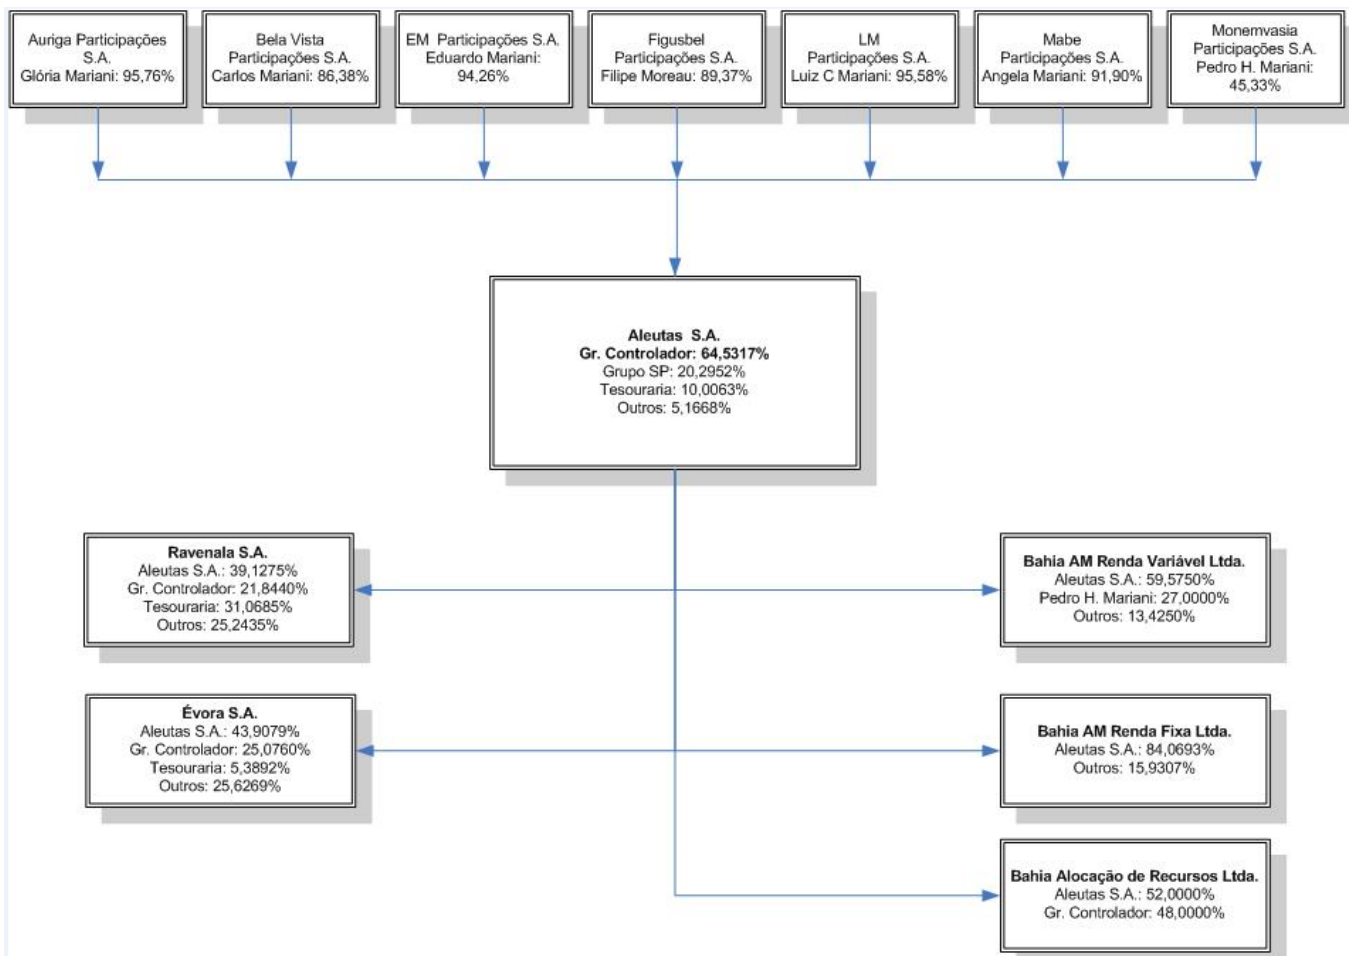 Auriga Participações
S.A.
Glória Mariani: 95,76%
Bela Vista
Participações S.A.
Carlos Mariani: 86,38%
EM Participações S.A.
Eduardo Mariani:
94,26%
Figusbel
Participações S.A.
Filipe Moreau: 89,37%
LM
Participações S.A.
Luiz C Mariani: 95,58%
Mabe
Participações S.A.
Angela Mariani: 91,90%
Monemvasia
Participações S.A.
Pedro H. Mariani:
45,33%
Aleutas S.A.
Gr. Controlador: 64,5317%
Grupo SP: 20,2952%
Tesouraria: 10,0063%
Outros: 5,1668%
Ravenala S.A.
Aleutas S.A.: 39,1275%
Gr. Controlador: 21,8440%
Tesouraria: 31,0685%
Outros: 25,2435%
Bahia AM Renda Variável Ltda.
Aleutas S.A.: 59,5750%
Pedro H. Mariani: 27,0000%
Outros: 13,4250%
Évora S.A.
Aleutas S.A.: 43,9079%
Gr. Controlador: 25,0760%
Tesouraria: 5,3892%
Outros: 25,6269%
Bahia AM Renda Fixa Ltda.
Aleutas S.A.: 84,0693%
Outros: 15,9307%
Bahia Alocação de Recursos Ltda.
Aleutas S.A.: 52,0000%
Gr. Controlador: 48,0000%